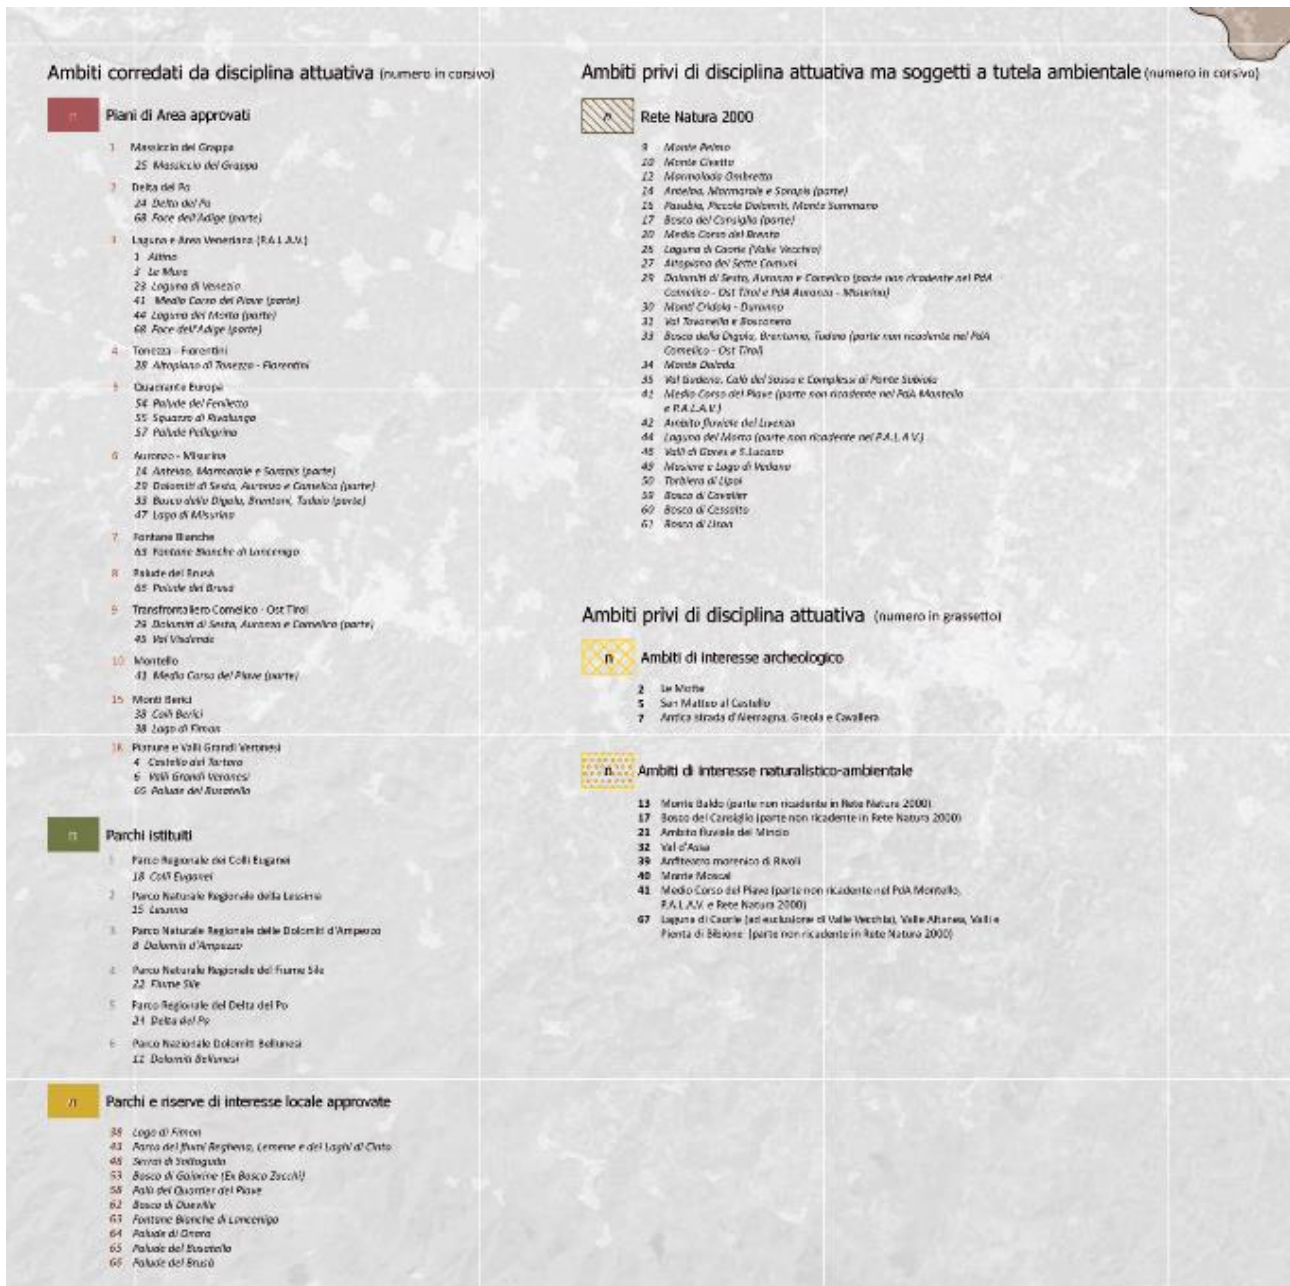 Ambiti corredati da disciplina attuativa (numero in corsivo)
n Piani di Area approvati
1 Massiccio del Grappa
25 Massiccio del Grappa
2 Delta del Po
24 Delta del Po
68 Foce dell'Adige (parte)
3 Laguna e Area Veneziana (P.A.L.A.V.)
1 Altino
3 Le Mure
23 Laguna di Venezia
41 Medio Corso del Piave (parte)
44 Laguna del Morto (parte)
68 Foce dell'Adige (parte)
4 Tonezza - Fiorentini
28 Altopiano di Tonezza - Fiorentini
5 Quadrante Europa
54 Palude del Feniletto
55 Sguazzo di Rivalunga
57 Palude Pellegrina
6 Auronzo - Misurina
14 Antelao, Marmarole e Sorapis (parte)
29 Dolomiti di Sesto, Auronzo e Comelico (parte)
33 Bosco della Digola, Brentoni, Tudaio (parte)
47 Lago di Misurina
7 Fontane Bianche
63 Fontane Bianche di Lancenigo
8 Palude del Brusà
Palude del Brusà
9 Transfrontaliero Comelico - Ost Tirol
29 Dolomiti di Sesto, Auronzo e Comelico (parte)
45 Val Visdende
10 Montello
41 Medio Corso del Piave (parte)
15 Monti Berici
38 Colli Berici
38 Lago di Fimon
16 Pianure e Valli Grandi Veronesi
4 Castello del Tartaro
6 Valli Grandi Veronesi
65 Palude del Busatello
n Parchi istituiti
1 Parco Regionale dei Colli Euganei
18 Colli Euganei
2 Parco Naturale Regionale della Lessinia
15 Lessinia
3 Parco Naturale Regionale delle Dolomiti d'Ampezzo
8 Dolomiti d'Ampezzo
4 Parco Naturale Regionale del Fiume Sile
22 Fiume Sile
5 Parco Regionale del Delta del Po
24 Delta del Po
6 Parco Nazionale Dolomiti Bellunesi
11 Dolomiti Bellunesi
n Parchi e riserve di interesse locale approvate
38 Lago di Fimon
43 Parco dei fiumi Reghena, Lemene e dei Laghi di Cinto
Serrai di Sottoguda
53 Bosco di Gaiarine (Ex Bosco Zacchi)
58 Palù del Quartier del Piave
62 Bosco di Dueville
63 Fontane Bianche di Lancenigo
64 Palude di Onara
65 Palude del Busatello
66 Palude del Brusà
Ambiti privi di disciplina attuativa ma soggetti a tutela ambientale (numero in corsivo)
n Rete Natura 2000
9 Monte Pelmo
10 Monte Civetta
12 Marmolada Ombretta
14 Antelao, Marmarole e Sorapis (parte)
16 Pasubio, Piccole Dolomiti, Monte Summano
17 Bosco del Cansiglio (parte)
20 Medio Corso del Brenta
26 Laguna di Caorle (Valle Vecchia)
27 Altopiano dei Sette Comuni
29 Dolomiti di Sesto, Auronzo e Comelico (parte non ricadente nel PdA
Comelico - Ost Tirol e PdA Auronzo - Misurina)
30 Monti Cridola - Duranno
31 Val Tovanella e Bosconero
33 Bosco della Digola, Brentoni, Tudaio (parte non ricadente nel PdA
Comelico - Ost Tirol)
34 Monte Dolada
35 Val Gadena, Calà del Sasso e Complessi di Ponte Subiolo
41 Medio Corso del Piave (parte non ricadente nel PdA Montello
e P.A.L.A.V.)
42 Ambito fluviale del Livenza
44 Laguna del Morto (parte non ricadente nel P.A.L.A.V.)
Valli di Gares e S.Lucano
49 Masiere e Lago di Vedana
50 Torbiera di Lipoi
59 Bosco di Cavalier
60 Bosco di Cessalto
61 Bosco di Lison
Ambiti privi di disciplina attuativa (numero in grassetto)
n Ambiti di interesse archeologico
2 Le Motte
5 San Matteo al Castello
7 Antica strada d'Alemagna, Greola e Cavallera
n Ambiti di interesse naturalistico-ambientale
13 Monte Baldo (parte non ricadente in Rete Natura 2000)
17 Bosco del Cansiglio (parte non ricadente in Rete Natura 2000)
21 Ambito fluviale del Mincio
32 Val d'Assa
39 Anfiteatro morenico di Rivoli
40 Monte Moscal
41 Medio Corso del Piave (parte non ricadente nel PdA Montello,
P.A.L.A.V. e Rete Natura 2000)
67 Laguna di Caorle (ad esclusione di Valle Vecchia), Valle Altanea, Valli e
Pineta di Bibione (parte non ricadente in Rete Natura 2000)